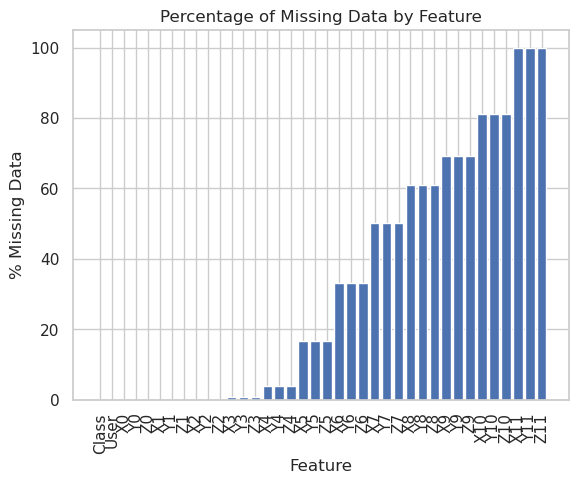 Percentage of Missing Data by Feature
% Missing Data
100
80
60
40
20
0
Class
User
X0
Y0
Z0
X1
Y1
Z1
X2
Y2
Z2
X3
Y3
Z3
X4
Y4
Z4
X5
Y5
Z5
X6
Y6
Z6
X7
Y7
Z7
X8
Y8
Z8
X9
Y9
Z9
X10
Y10
Z10
X11
Y11
Z11
Feature